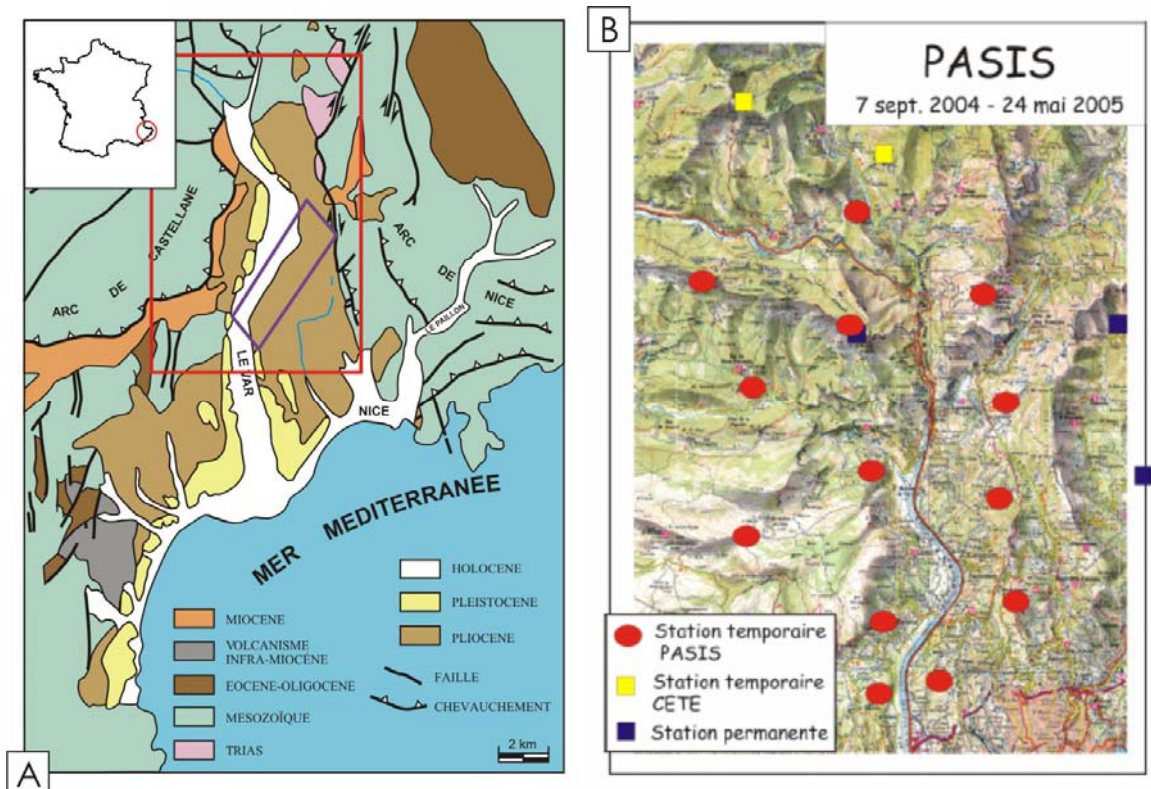 ARC DE CASTELLANE
ARC DE NICE
LE PAILLON
LE VAR
NICE
MER MEDITERRANEE
HOLOCENE
PLEISTOCENE
PLIOCENE
MIOCENE
VOLCANISME
INFRA-MIOCÈNE
EOCENE-OLIGOCENE
MESOZOÏQUE
TRIAS
FAILLE
CHEVAUCHEMENT
2 km
A
B
PASIS
7 sept. 2004 - 24 mai 2005
Station temporaire
PASIS
Station temporaire
CETE
Station permanente